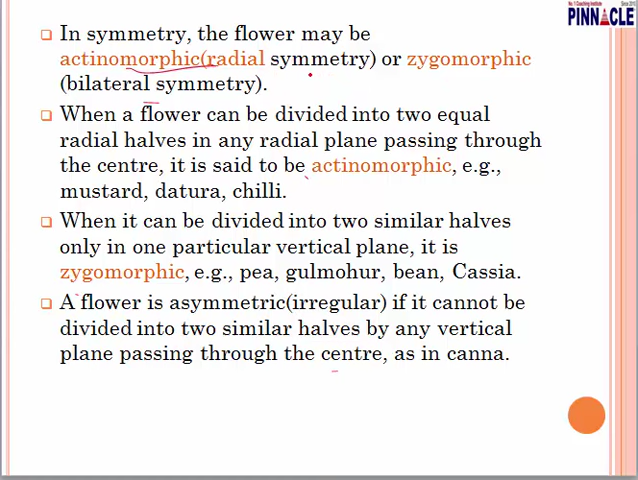 No. 1 Coaching Institute
PINNACLE
In symmetry, the flower may be
actinomorphic(radial symmetry) or zygomorphic
(bilateral symmetry).
When a flower can be divided into two equal
radial halves in any radial plane passing through
the centre, it is said to be actinomorphic, e.g.,
mustard, datura, chilli.
When it can be divided into two similar halves
only in one particular vertical plane, it is
zygomorphic, e.g., pea, gulmohur, bean, Cassia.
A flower is asymmetric(irregular) if it cannot be
divided into two similar halves by any vertical
plane passing through the centre, as in canna.